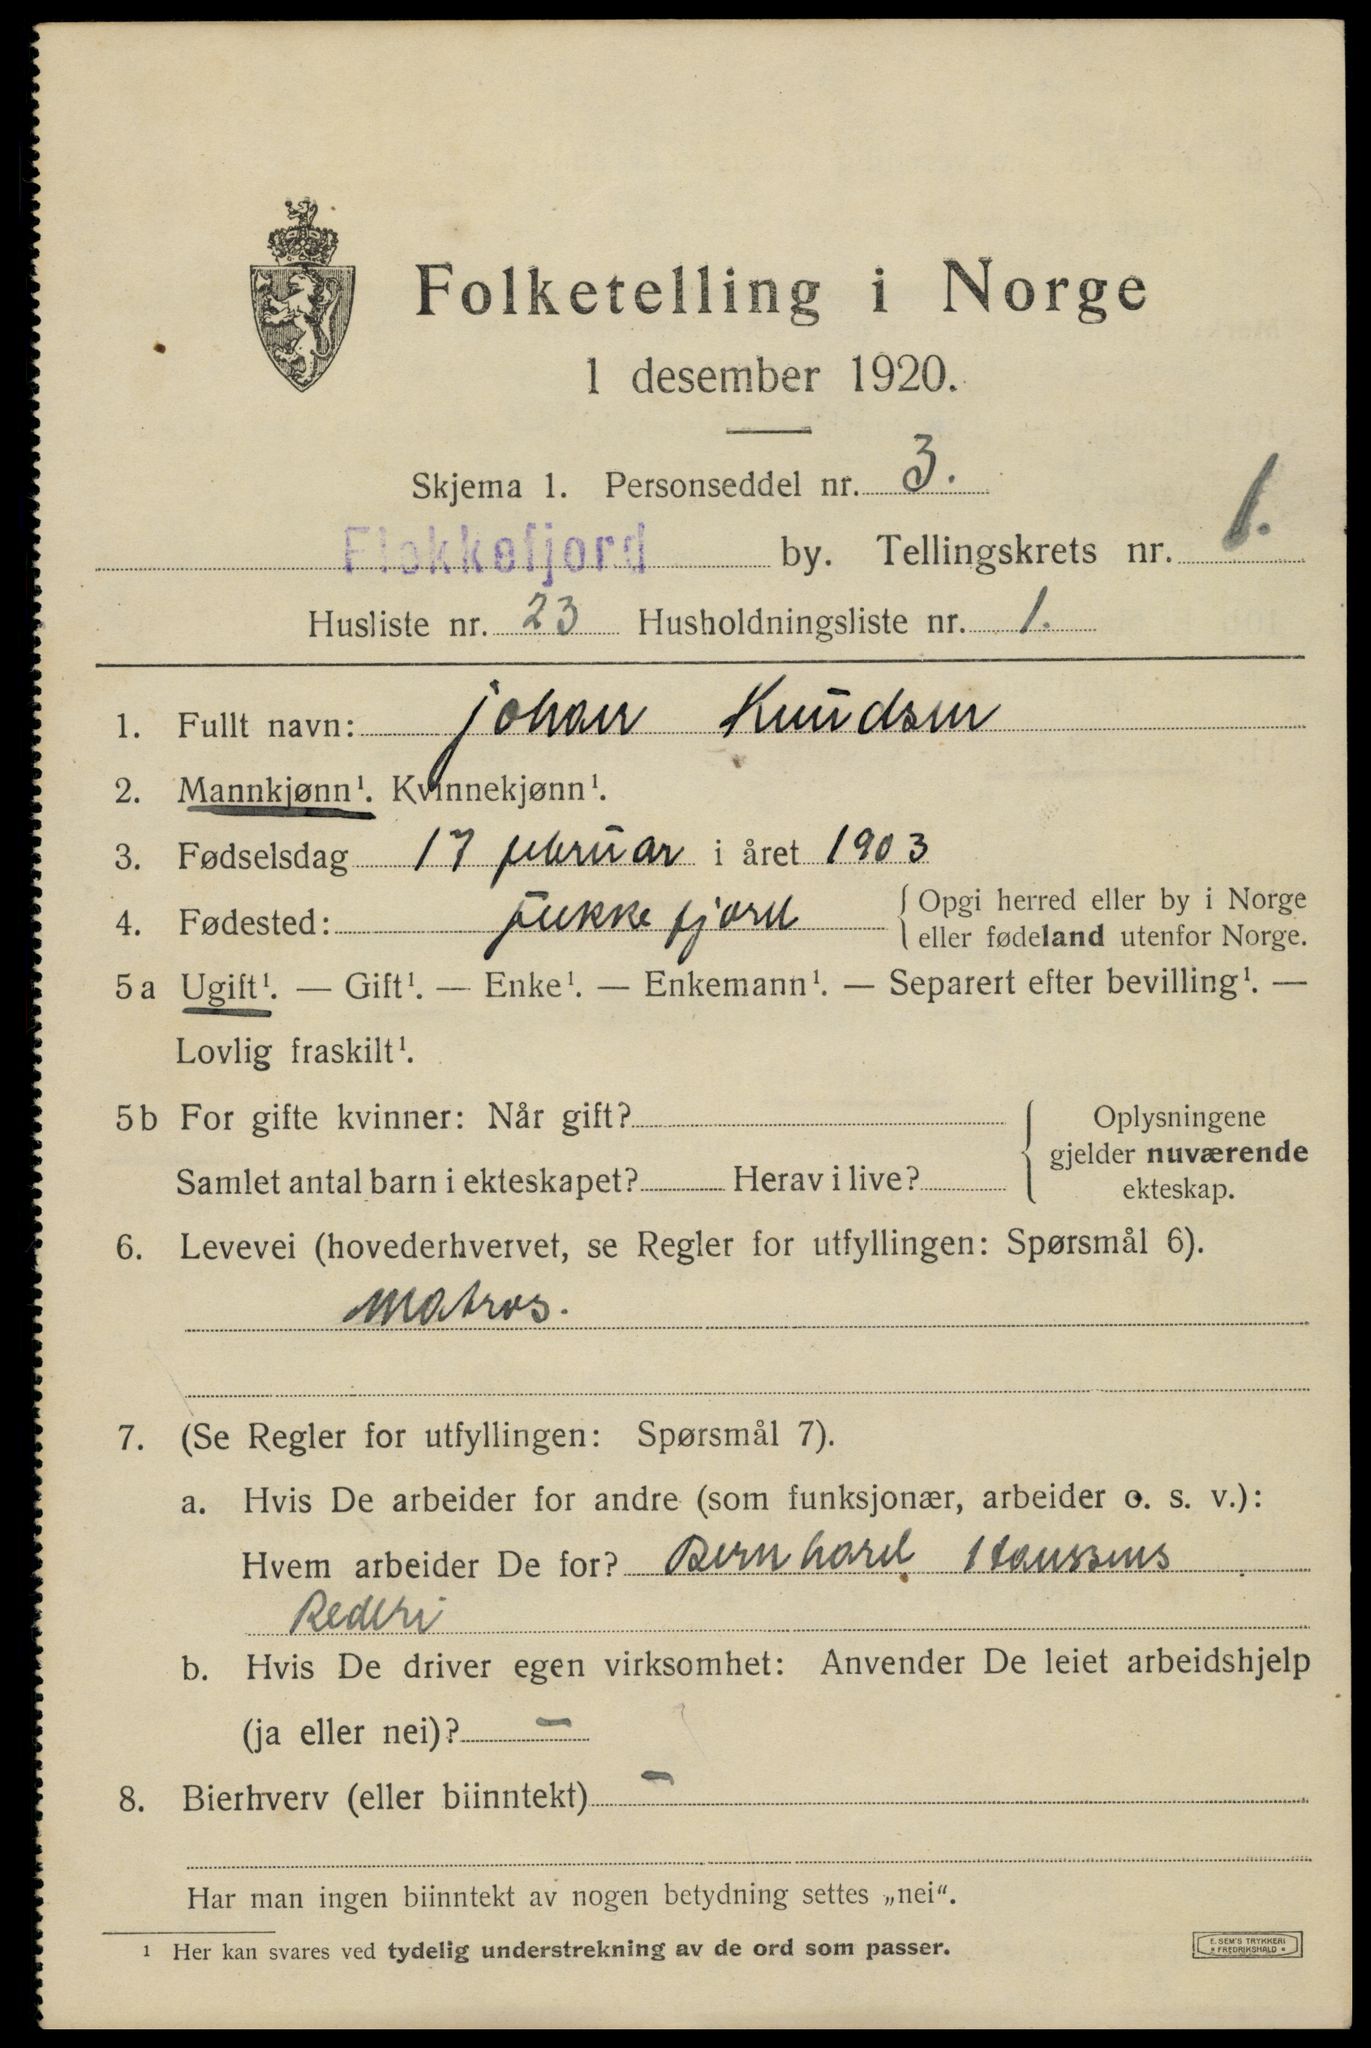 Folketelling i Norge
1 desember 1920.
Skjema 1. Personseddel nr. 3.
Flekkefjord by. Tellingskrets nr. 1.
Husliste nr. 23 Husholdningsliste nr. 1.
1. Fullt navn: Johan Knudsen
2. Mannkjønn¹. Kvinnekjønn¹.
3. Fødselsdag 17 februar i året 1903
4. Fødested: Flekkefjord { Opgi herred eller by i Norge
eller fødeland utenfor Norge.
5a Ugift¹. — Gift¹. — Enke¹. — Enkemann¹. — Separert efter bevilling¹. —
Lovlig fraskilt¹.
5b For gifte kvinner: Når gift? { Oplysningene
gjelder nuværende
Samlet antal barn i ekteskapet? Herav i live? ekteskap.
6. Levevei (hovederhvervet, se Regler for utfyllingen: Spørsmål 6).
Matros.
7. (Se Regler for utfyllingen: Spørsmål 7).
a. Hvis De arbeider for andre (som funksjonær, arbeider o. s. v.):
Hvem arbeider De for? Bernhard Hanssens
Rederi
b. Hvis De driver egen virksomhet: Anvender De leiet arbeidshjelp
(ja eller nei)? —
8. Bierhverv (eller biinntekt) —
Har man ingen biinntekt av nogen betydning settes „nei“.
¹ Her kan svares ved tydelig understrekning av de ord som passer.
E. SEM'S TRYKKERI
* FREDRIKSHALD *